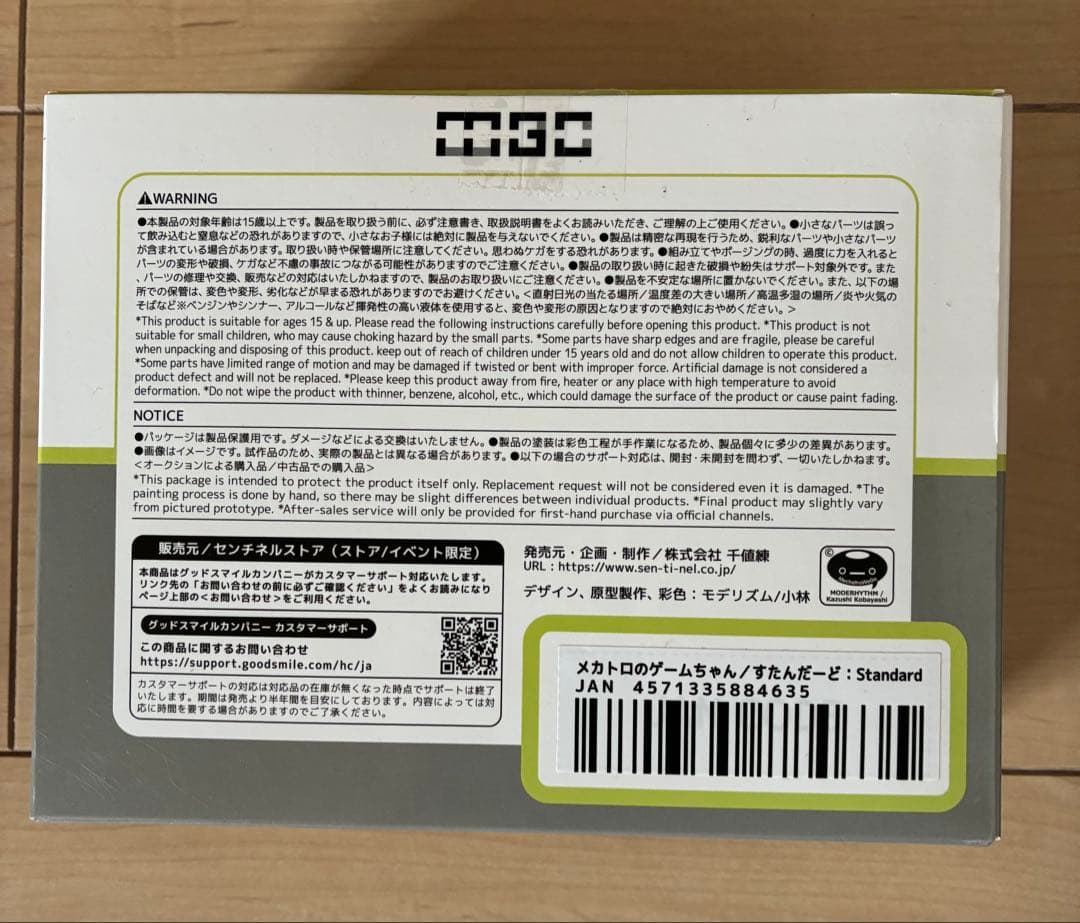 MGC
⚠WARNING
●本製品の対象年齢は15歳以上です。製品を取り扱う前に、必ず注意書き、取扱説明書をよくお読みいただき、ご理解の上ご使用ください。●小さなパーツは誤っ
て飲み込むと窒息などの恐れがありますので、小さなお子様には絶対に製品を与えないでください。●製品は精密な再現を行うため、鋭利なパーツや小さなパーツ
が含まれている場合があります。取り扱い時や保管場所に注意してください。思わぬケガをする恐れがあります。●組み立てやポージングの時、過度に力を入れると
パーツの変形や破損、ケガなど不慮の事故につながる可能性がありますのでご注意ください。●製品の取り扱い時に起きた破損や紛失はサポート対象外です。また
、パーツの修理や交換、販売などの対応はいたしかねますので、製品のお取り扱いにご注意ください。●製品を不安定な場所に置かないでください。また、以下の場
所での保管は、変色や変形、劣化などが早まる恐れがありますのでお避けください。<直射日光の当たる場所/温度差の大きい場所/高温多湿の場所/炎や火気の
そばなど※ベンジンやシンナー、アルコールなど揮発性の高い液体を使用すると、変色や変形の原因となりますので絶対におやめください。>
*This product is suitable for ages 15 & up. Please read the following instructions carefully before opening this product. *This product is not
suitable for small children, who may cause choking hazard by the small parts. *Some parts have sharp edges and are fragile, please be careful
when unpacking and disposing of this product. keep out of reach of children under 15 years old and do not allow children to operate this product.
*Some parts have limited range of motion and may be damaged if twisted or bent with improper force. Artificial damage is not considered a
product defect and will not be replaced. *Please keep this product away from fire, heater or any place with high temperature to avoid
deformation. *Do not wipe the product with thinner, benzene, alcohol, etc., which could damage the surface of the product or cause paint fading.
NOTICE
●パッケージは製品保護用です。ダメージなどによる交換はいたしません。●製品の塗装は彩色工程が手作業になるため、製品個々に多少の差異があります。
●画像はイメージです。試作品のため、実際の製品とは異なる場合があります。●以下の場合のサポート対応は、開封・未開封を問わず、一切いたしかねます。
<オークションによる購入品/中古品での購入品>
*This package is intended to protect the product itself only. Replacement request will not be considered even it is damaged. *The
painting process is done by hand, so there may be slight differences between individual products. *Final product may slightly vary
from pictured prototype. *After-sales service will only be provided for first-hand purchase via official channels.
販売元/センチネルストア(ストア/イベント限定)
本商品はグッドスマイルカンパニーがカスタマーサポート対応いたします。
リンク先の「お問い合わせの前に必ずご確認ください」をよくお読みになり
ページ上部の<お問い合わせ>をご利用ください。
グッドスマイルカンパニー カスタマーサポート
この商品に関するお問い合わせ
https://support.goodsmile.com/hc/ja
カスタマーサポートの対応は対応品の在庫が無くなった時点でサポートは終了
いたします。期間は発売より半年間を目安にしております。内容によっては対
応に時間を要する場合がありますのでご了承ください。
発売元・企画・制作/株式会社 千値練
URL:https://www.sen-ti-nel.co.jp/
デザイン、原型製作、彩色:モデリズム/小林
©
MechatroWeGo
MODERHYTHM /
Kazushi Kobayashi
メカトロのゲームちゃん/すたんだーど:Standard
JAN 4571335884635